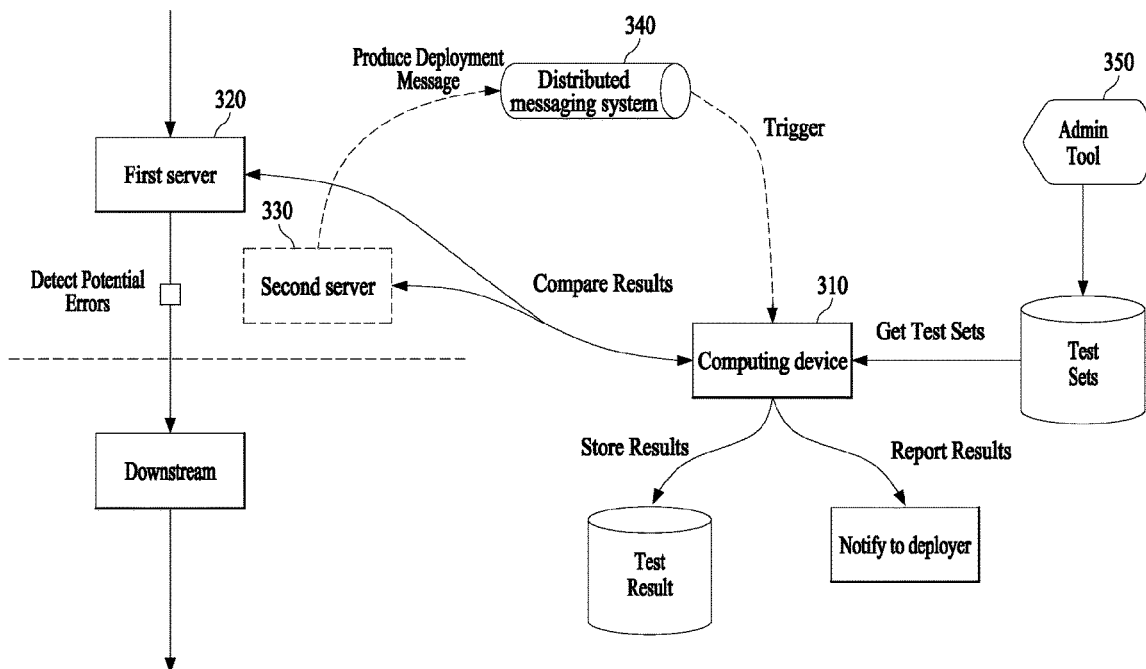 340
Produce Deployment
Message
Distributed
messaging system
350
320
Trigger
Admin
Tool
First server
330
Detect Potential
Errors
Second server
Compare Results
310
Get Test Sets
Computing device
Test
Sets
Store Results
Report Results
Downstream
Test
Result
Notify to deployer